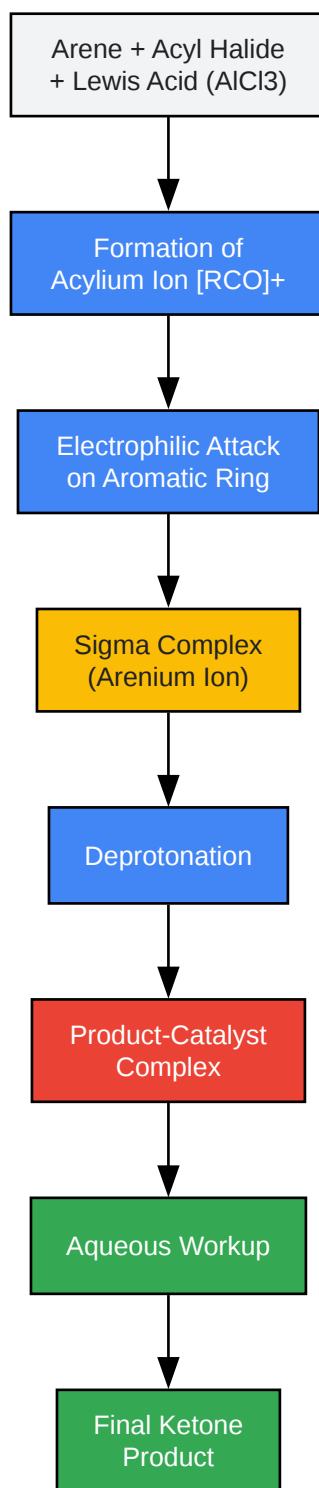 Arene + Acyl Halide
+ Lewis Acid (AlCl3)
Formation of
Acylium Ion [RCO]+
Electrophilic Attack
on Aromatic Ring
Sigma Complex
(Arenium Ion)
Deprotonation
Product-Catalyst
Complex
Aqueous Workup
Final Ketone
Product